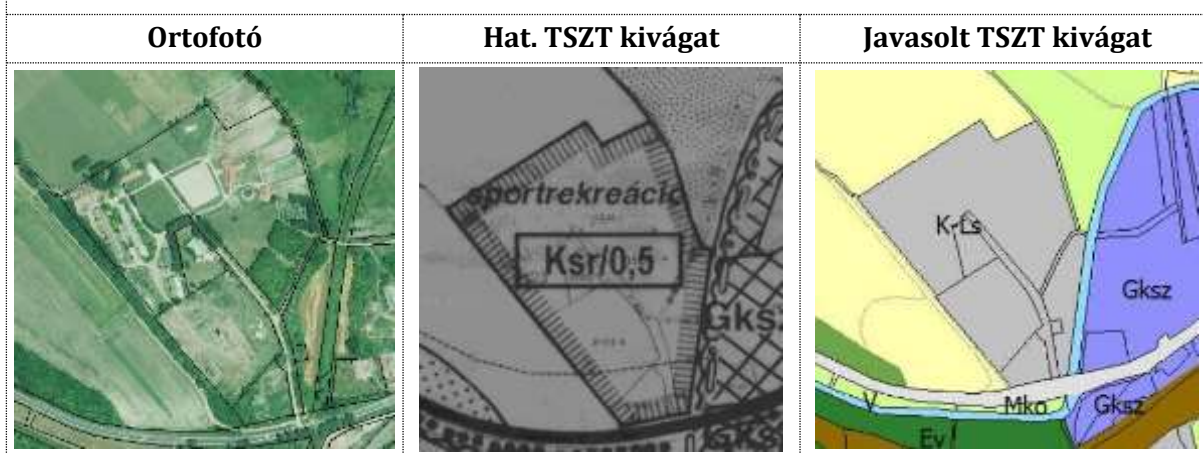 Ortofotó
Hat. TSZT kivágat
Javasolt TSZT kivágat
sportrekreáció
Ksr/0,5
Gksz
K-Ls
Gksz
V
Mko
Gksz
Ev